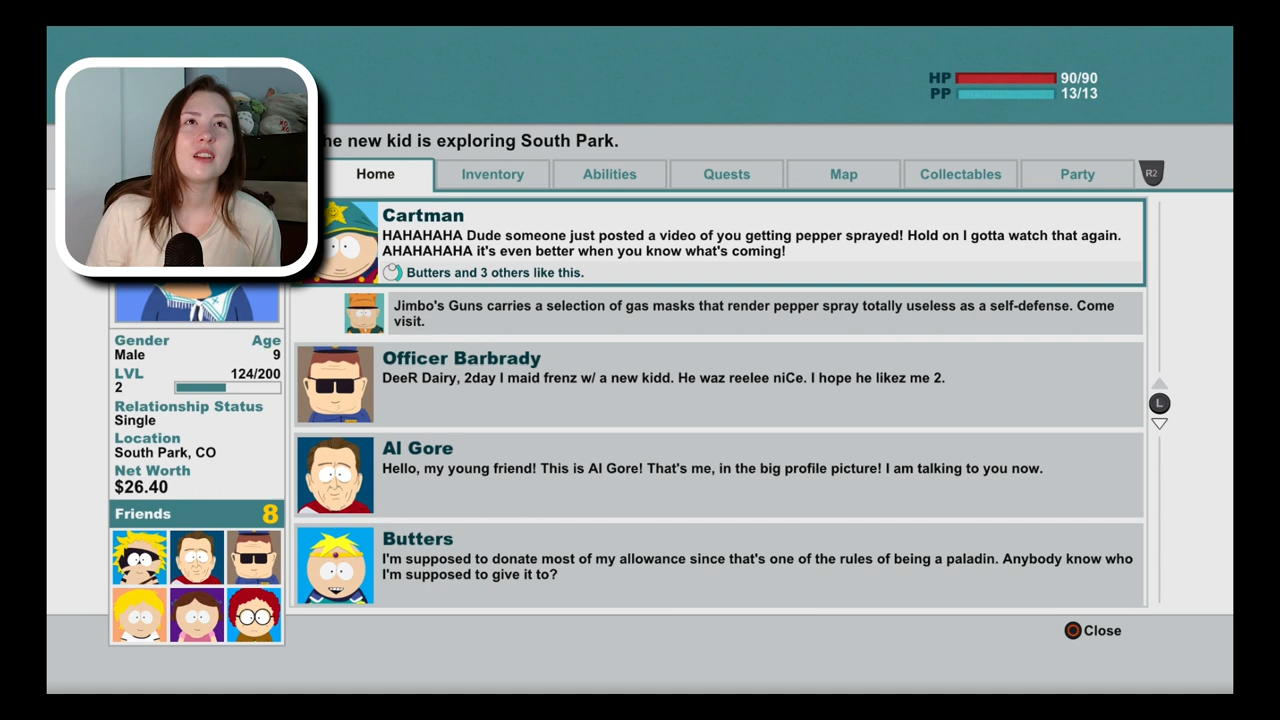 HP 90/90
PP 13/13
he new kid is exploring South Park.
Home Inventory Abilities Quests Map Collectables Party R2
Cartman
HAHAHAHA Dude someone just posted a video of you getting pepper sprayed! Hold on I gotta watch that again.
AHAHAHAHA it's even better when you know what's coming!
Butters and 3 others like this.
Jimbo's Guns carries a selection of gas masks that render pepper spray totally useless as a self-defense. Come
visit.
Gender Age
Male 9
LVL 124/200
2
Relationship Status
Single
Location
South Park, CO
Net Worth
$26.40
Friends 8
Officer Barbrady
DeeR Dairy, 2day I maid frenz w/ a new kidd. He waz reelee niCe. I hope he likez me 2.
L
Al Gore
Hello, my young friend! This is Al Gore! That's me, in the big profile picture! I am talking to you now.
Butters
I'm supposed to donate most of my allowance since that's one of the rules of being a paladin. Anybody know who
I'm supposed to give it to?
Close